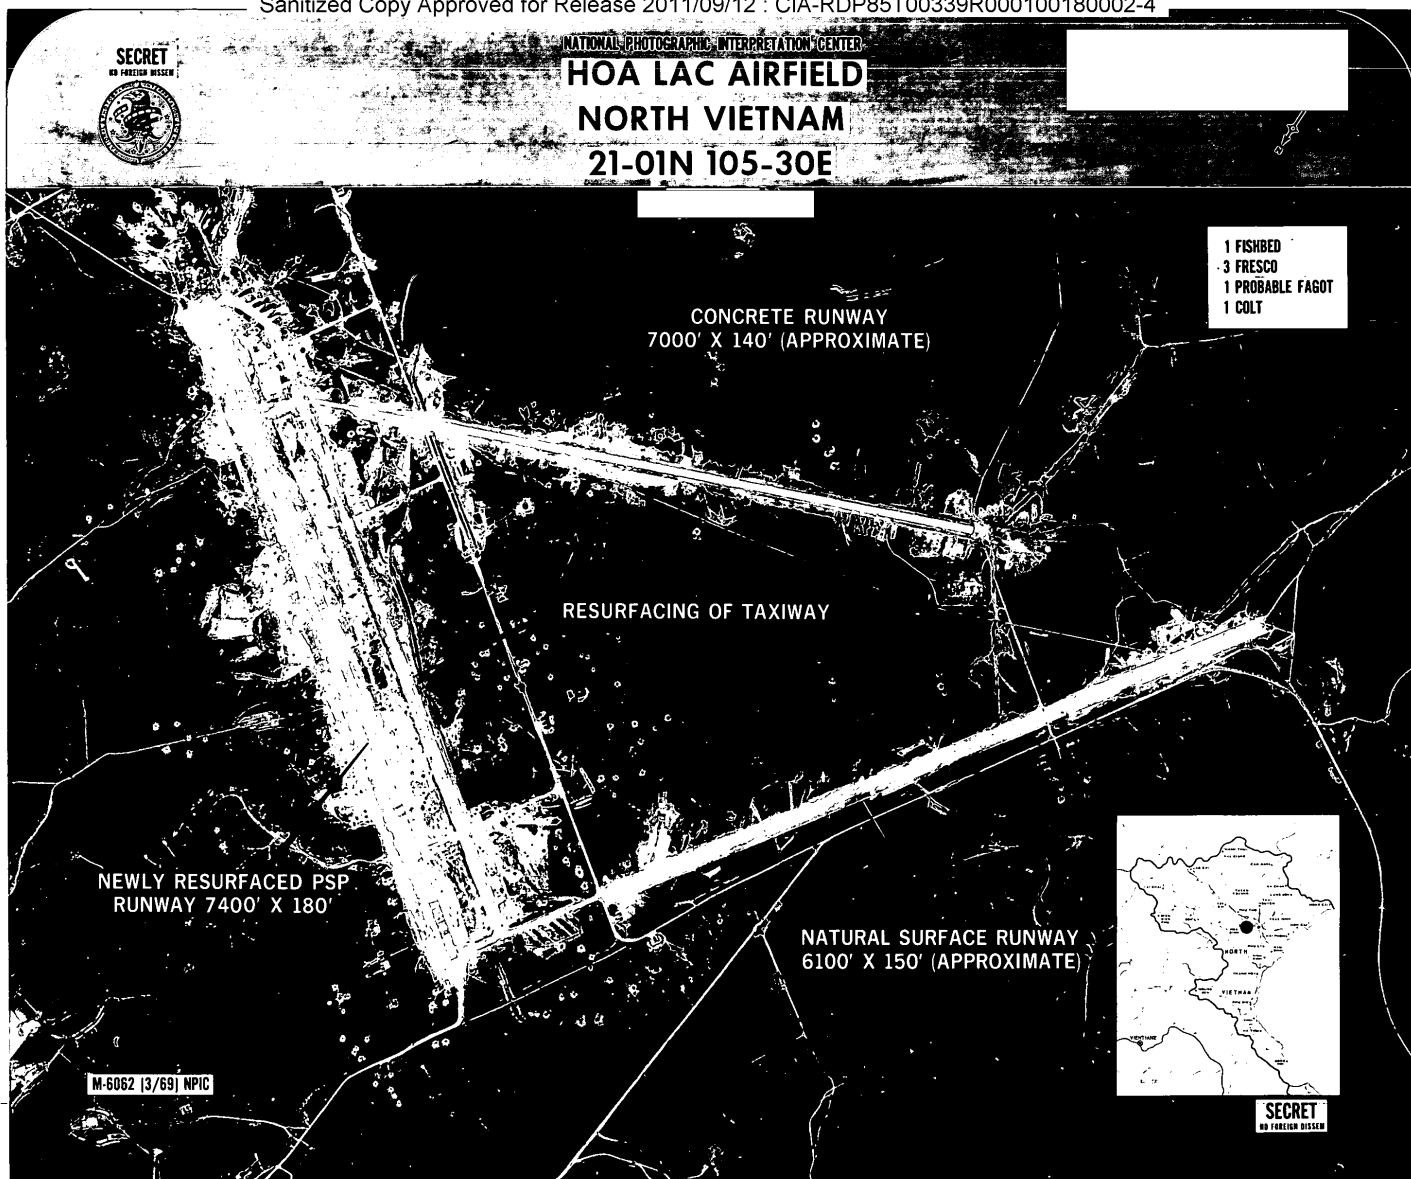 Sanitized Copy Approved for Release 2011/09/12 : CIA-RDP85T00339R000100180002-4
SECRET
NO FOREIGN DISSEM
NATIONAL PHOTOGRAPHIC INTERPRETATION CENTER
HOA LAC AIRFIELD
NORTH VIETNAM
21-01N 105-30E
1 FISHBED
3 FRESCO
1 PROBABLE FAGOT
1 COLT
CONCRETE RUNWAY
7000' X 140' (APPROXIMATE)
RESURFACING OF TAXIWAY
NEWLY RESURFACED PSP
RUNWAY 7400' X 180'
NATURAL SURFACE RUNWAY
6100' X 150' (APPROXIMATE)
NORTH
VIETNAM
VIENTIANE
M-6062 (3/69) NPIC
SECRET
NO FOREIGN DISSEM